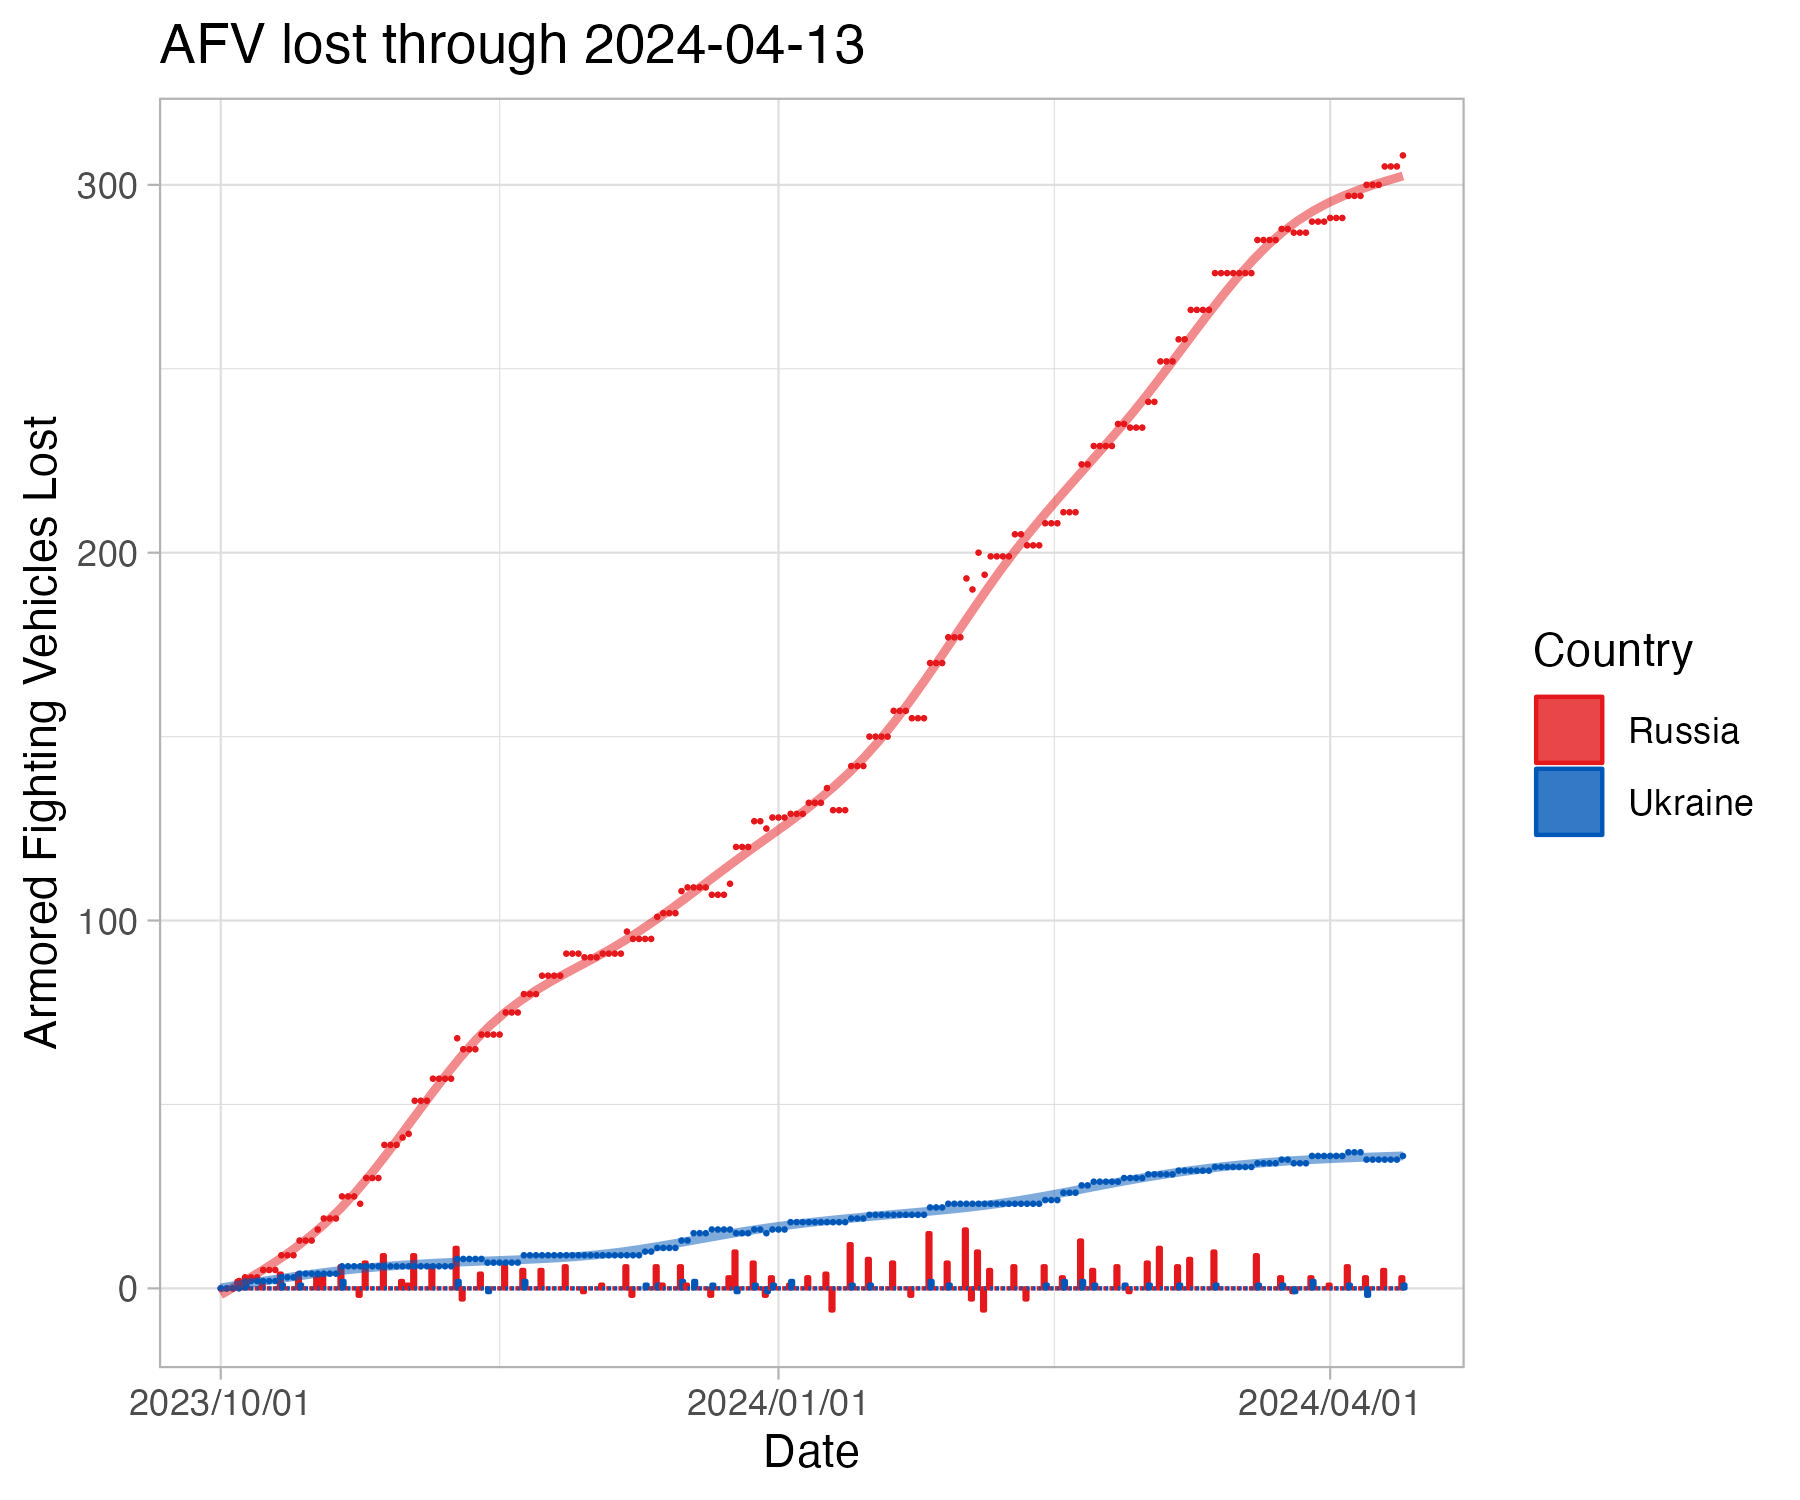 AFV lost through 2024-04-13
Armored Fighting Vehicles Lost
300
200
100
0
2023/10/01
2024/01/01
2024/04/01
Date
Country
Russia
Ukraine